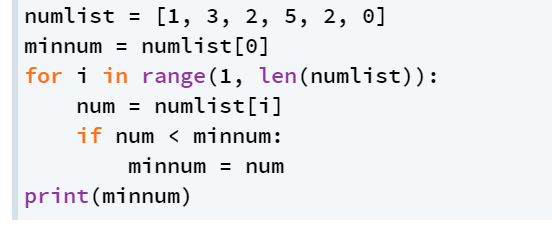 numlist = [1, 3, 2, 5, 2, 0]
minnum = numlist[0]
for i in range(1, len(numlist)):
    num = numlist[i]
    if num < minnum:
        minnum = num
print(minnum)